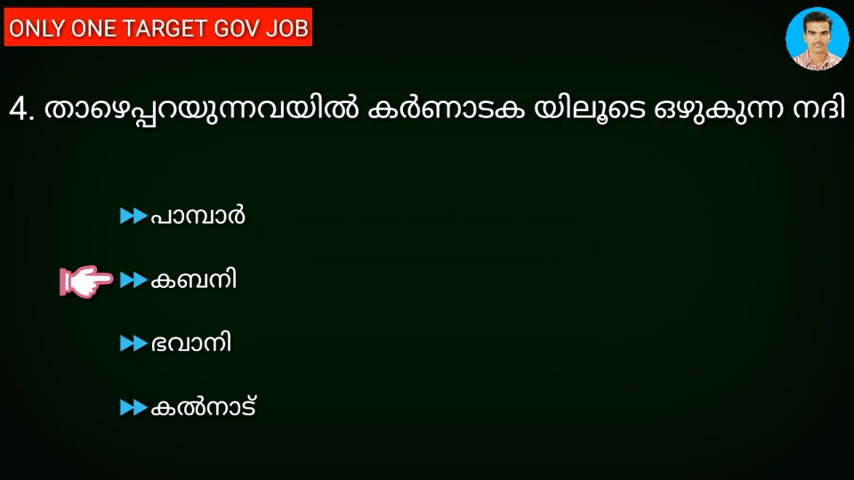 ONLY ONE TARGET GOV JOB
4. താഴെപ്പറയുന്നവയിൽ കർണാടക യിലൂടെ ഒഴുകുന്ന നദി
പാമ്പാർ
കബനി
ഭവാനി
കൽനാട്